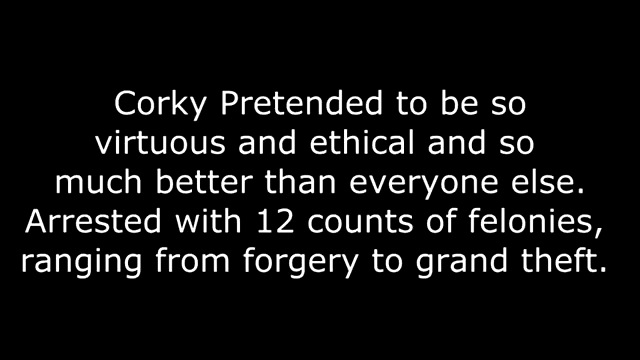 Corky Pretended to be so
virtuous and ethical and so
much better than everyone else.
Arrested with 12 counts of felonies,
ranging from forgery to grand theft.